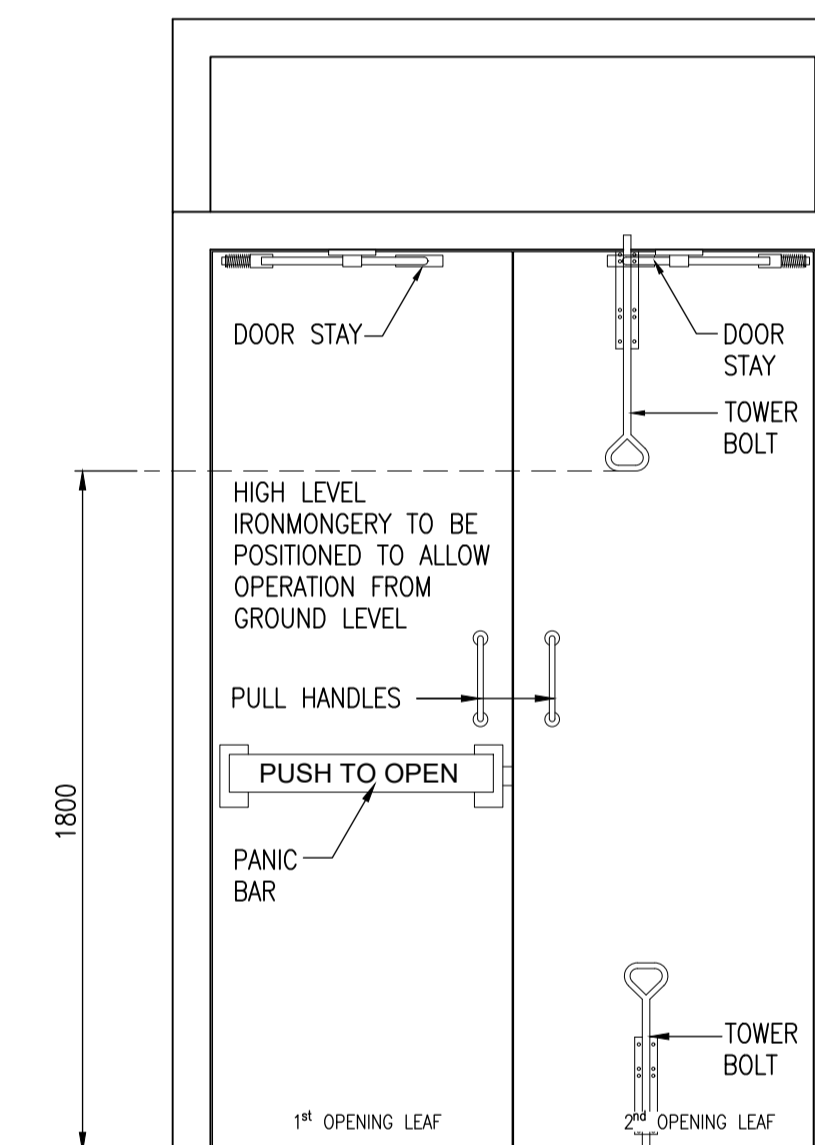 DOOR STAY
DOOR
STAY
TOWER
BOLT
HIGH LEVEL
IRONMONGERY TO BE
POSITIONED TO ALLOW
OPERATION FROM
GROUND LEVEL
PULL HANDLES
PUSH TO OPEN
1800
PANIC
BAR
TOWER
BOLT
1st OPENING LEAF
2nd OPENING LEAF